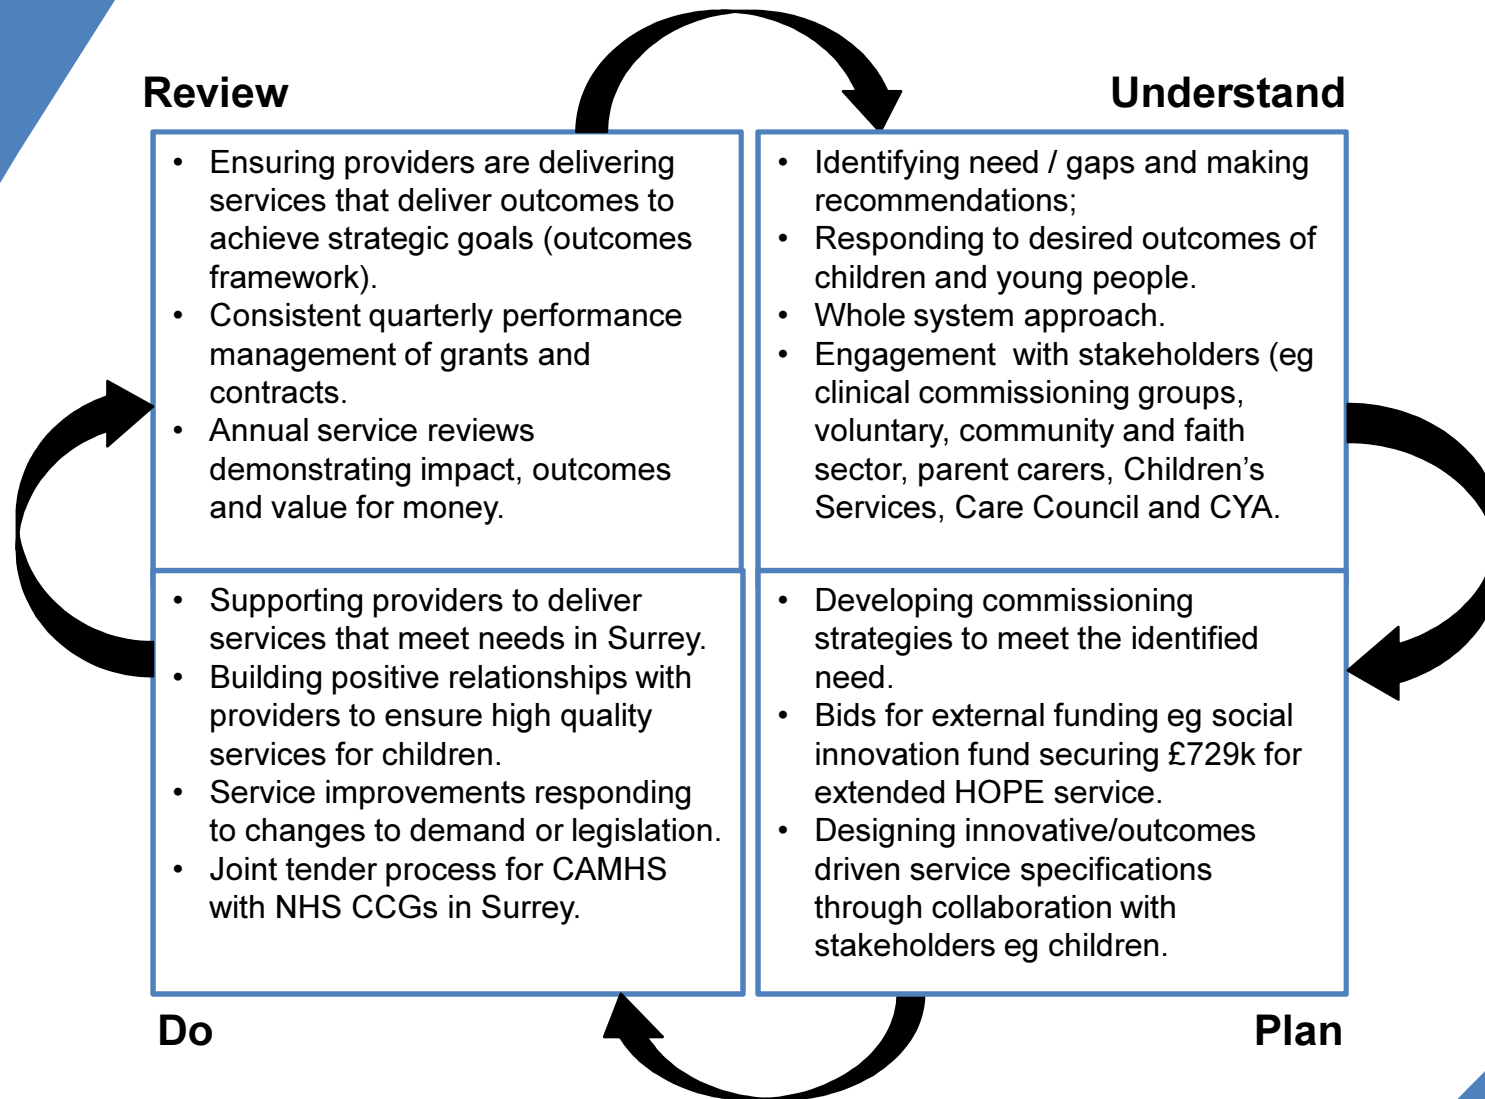 Review
• Ensuring providers are delivering
services that deliver outcomes to
achieve strategic goals (outcomes
framework).
• Consistent quarterly performance
management of grants and
contracts.
• Annual service reviews
demonstrating impact, outcomes
and value for money.
Understand
• Identifying need / gaps and making
recommendations;
• Responding to desired outcomes of
children and young people.
• Whole system approach.
• Engagement  with stakeholders (eg
clinical commissioning groups,
voluntary, community and faith
sector, parent carers, Children’s
Services, Care Council and CYA.
• Supporting providers to deliver
services that meet needs in Surrey.
• Building positive relationships with
providers to ensure high quality
services for children.
• Service improvements responding
to changes to demand or legislation.
• Joint tender process for CAMHS
with NHS CCGs in Surrey.
Do
• Developing commissioning
strategies to meet the identified
need.
• Bids for external funding eg social
innovation fund securing £729k for
extended HOPE service.
• Designing innovative/outcomes
driven service specifications
through collaboration with
stakeholders eg children.
Plan